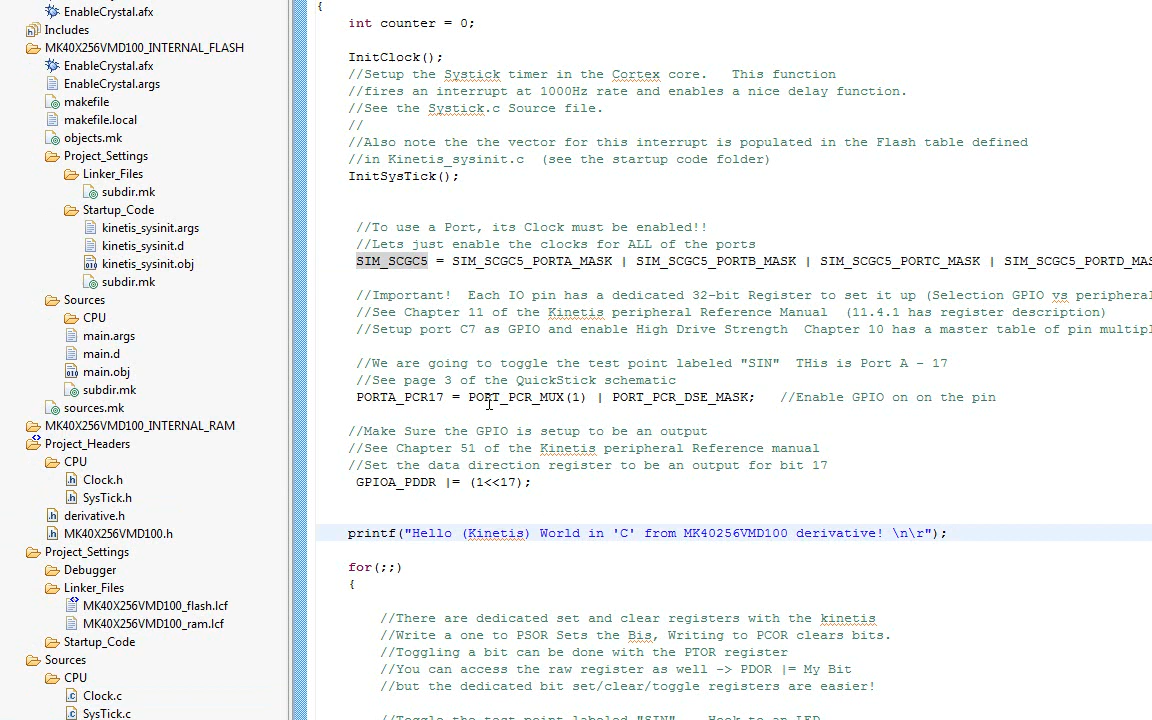 EnableCrystal.afx
Includes
MK40X256VMD100_INTERNAL_FLASH
EnableCrystal.afx
EnableCrystal.args
makefile
makefile.local
objects.mk
Project_Settings
Linker_Files
subdir.mk
Startup_Code
kinetis_sysinit.args
kinetis_sysinit.d
kinetis_sysinit.obj
subdir.mk
Sources
CPU
main.args
main.d
main.obj
subdir.mk
sources.mk
MK40X256VMD100_INTERNAL_RAM
Project_Headers
CPU
Clock.h
SysTick.h
derivative.h
MK40X256VMD100.h
Project_Settings
Debugger
Linker_Files
MK40X256VMD100_flash.lcf
MK40X256VMD100_ram.lcf
Startup_Code
Sources
CPU
Clock.c
SysTick.c
{
int counter = 0;
InitClock();
//Setup the Systick timer in the Cortex core.   This function
//fires an interrupt at 1000Hz rate and enables a nice delay function.
//See the Systick.c Source file.
//
//Also note the the vector for this interrupt is populated in the Flash table defined
//in Kinetis_sysinit.c  (see the startup code folder)
InitSysTick();
//To use a Port, its Clock must be enabled!!
//Lets just enable the clocks for ALL of the ports
SIM_SCGC5 = SIM_SCGC5_PORTA_MASK | SIM_SCGC5_PORTB_MASK | SIM_SCGC5_PORTC_MASK | SIM_SCGC5_PORTD_MAS
//Important!  Each IO pin has a dedicated 32-bit Register to set it up (Selection GPIO vs peripheral
//See Chapter 11 of the Kinetis peripheral Reference Manual  (11.4.1 has register description)
//Setup port C7 as GPIO and enable High Drive Strength  Chapter 10 has a master table of pin multipl
//We are going to toggle the test point labeled "SIN"  THis is Port A - 17
//See page 3 of the QuickStick schematic
PORTA_PCR17 = PORT_PCR_MUX(1) | PORT_PCR_DSE_MASK;   //Enable GPIO on on the pin
//Make Sure the GPIO is setup to be an output
//See Chapter 51 of the Kinetis peripheral Reference manual
//Set the data direction register to be an output for bit 17
GPIOA_PDDR |= (1<<17);
printf("Hello (Kinetis) World in 'C' from MK40256VMD100 derivative! \n\r");
for(;;)
{
//There are dedicated set and clear registers with the kinetis
//Write a one to PSOR Sets the Bis, Writing to PCOR clears bits.
//Toggling a bit can be done with the PTOR register
//You can access the raw register as well -> PDOR |= My Bit
//but the dedicated bit set/clear/toggle registers are easier!
//Toggle the test point labeled "SIN"    Hook to an LED